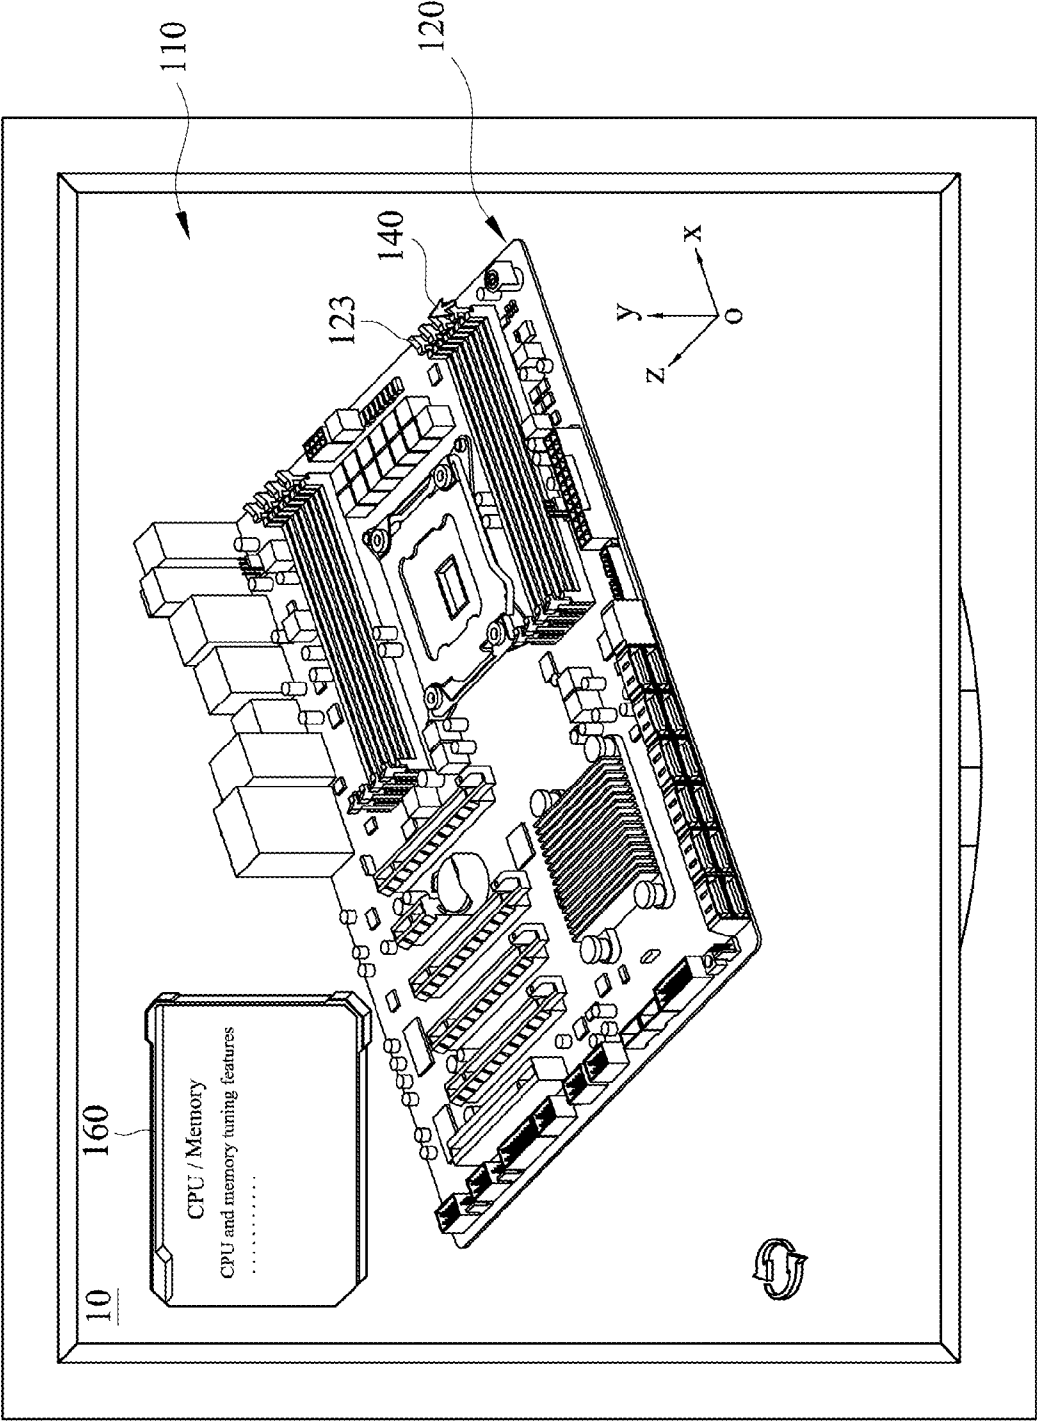 10
160
CPU / Memory
CPU and memory tuning features
. . . . . . . . . .
123
140
110
120
y
x
z
o